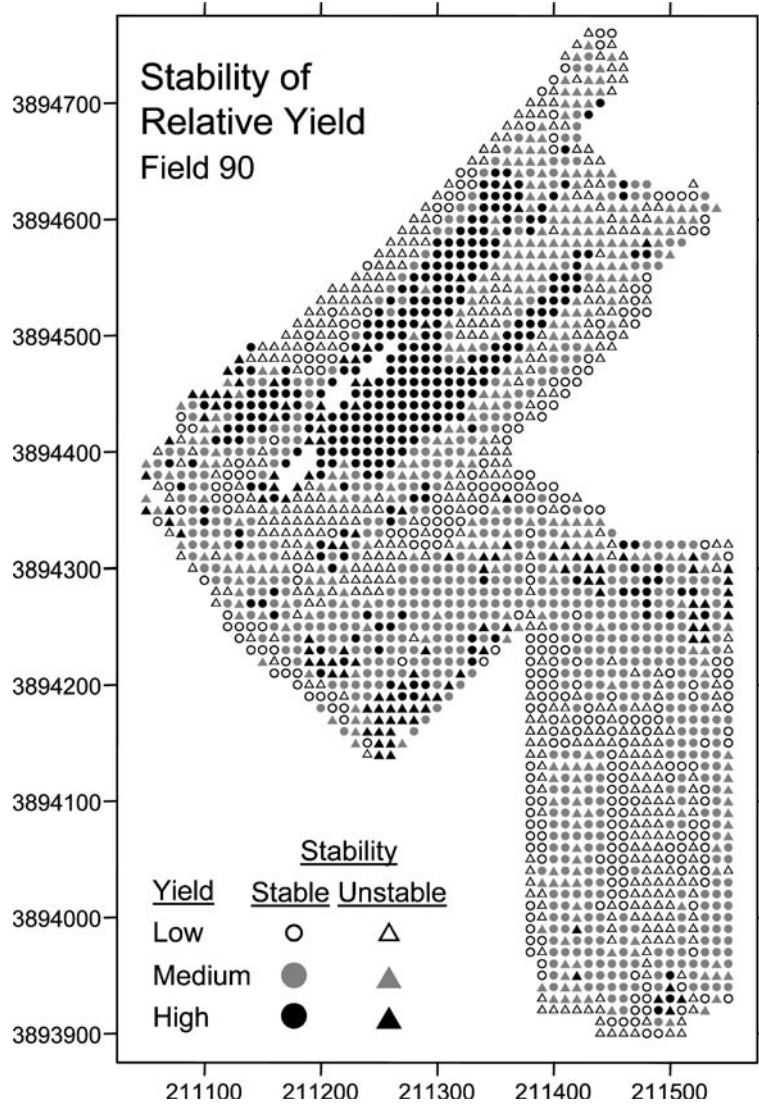 Stability of
Relative Yield
Field 90
3894700
3894600
3894500
3894400
3894300
3894200
3894100
3894000
3893900
Stability
Yield Stable Unstable
Low
Medium
High
211100 211200 211300 211400 211500